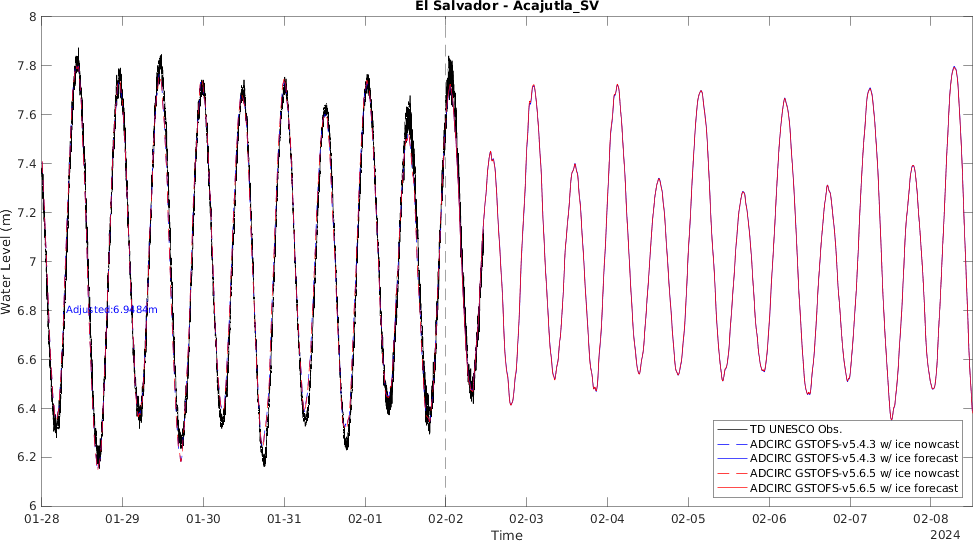 El Salvador - Acajutla_SV
8
7.8
7.6
7.4
7.2
7
6.8
6.6
6.4
6.2
6
Water Level (m)
Adjusted:6.9484m
TD UNESCO Obs.
ADCIRC GSTOFS-v5.4.3 w/ ice nowcast
ADCIRC GSTOFS-v5.4.3 w/ ice forecast
ADCIRC GSTOFS-v5.6.5 w/ ice nowcast
ADCIRC GSTOFS-v5.6.5 w/ ice forecast
01-28 01-29 01-30 01-31 02-01 02-02 02-03 02-04 02-05 02-06 02-07 02-08
Time
2024